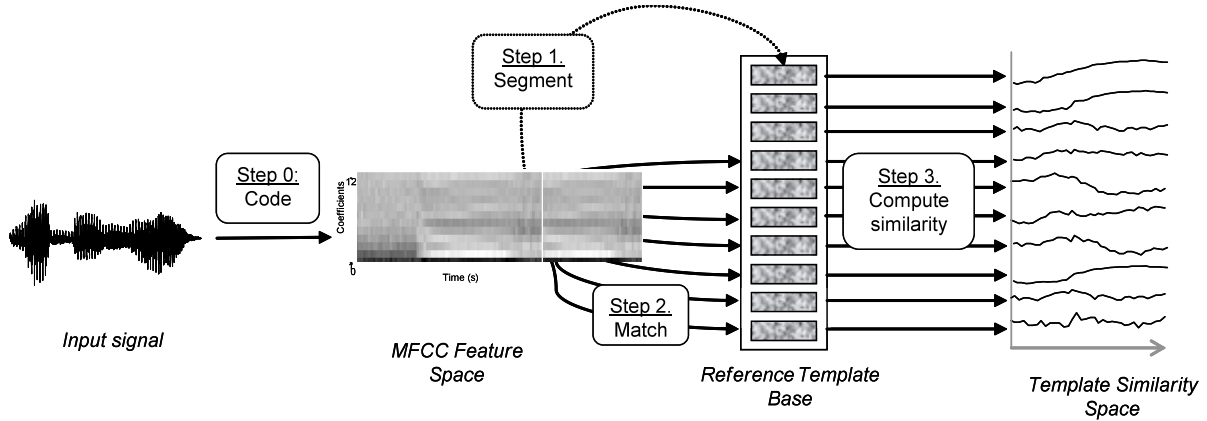 Step 1.
Segment
Step 0:
Code
12
Coefficients
0
Time (s)
Step 3.
Compute
similarity
Step 2.
Match
Input signal
MFCC Feature
Space
Reference Template
Base
Template Similarity
Space